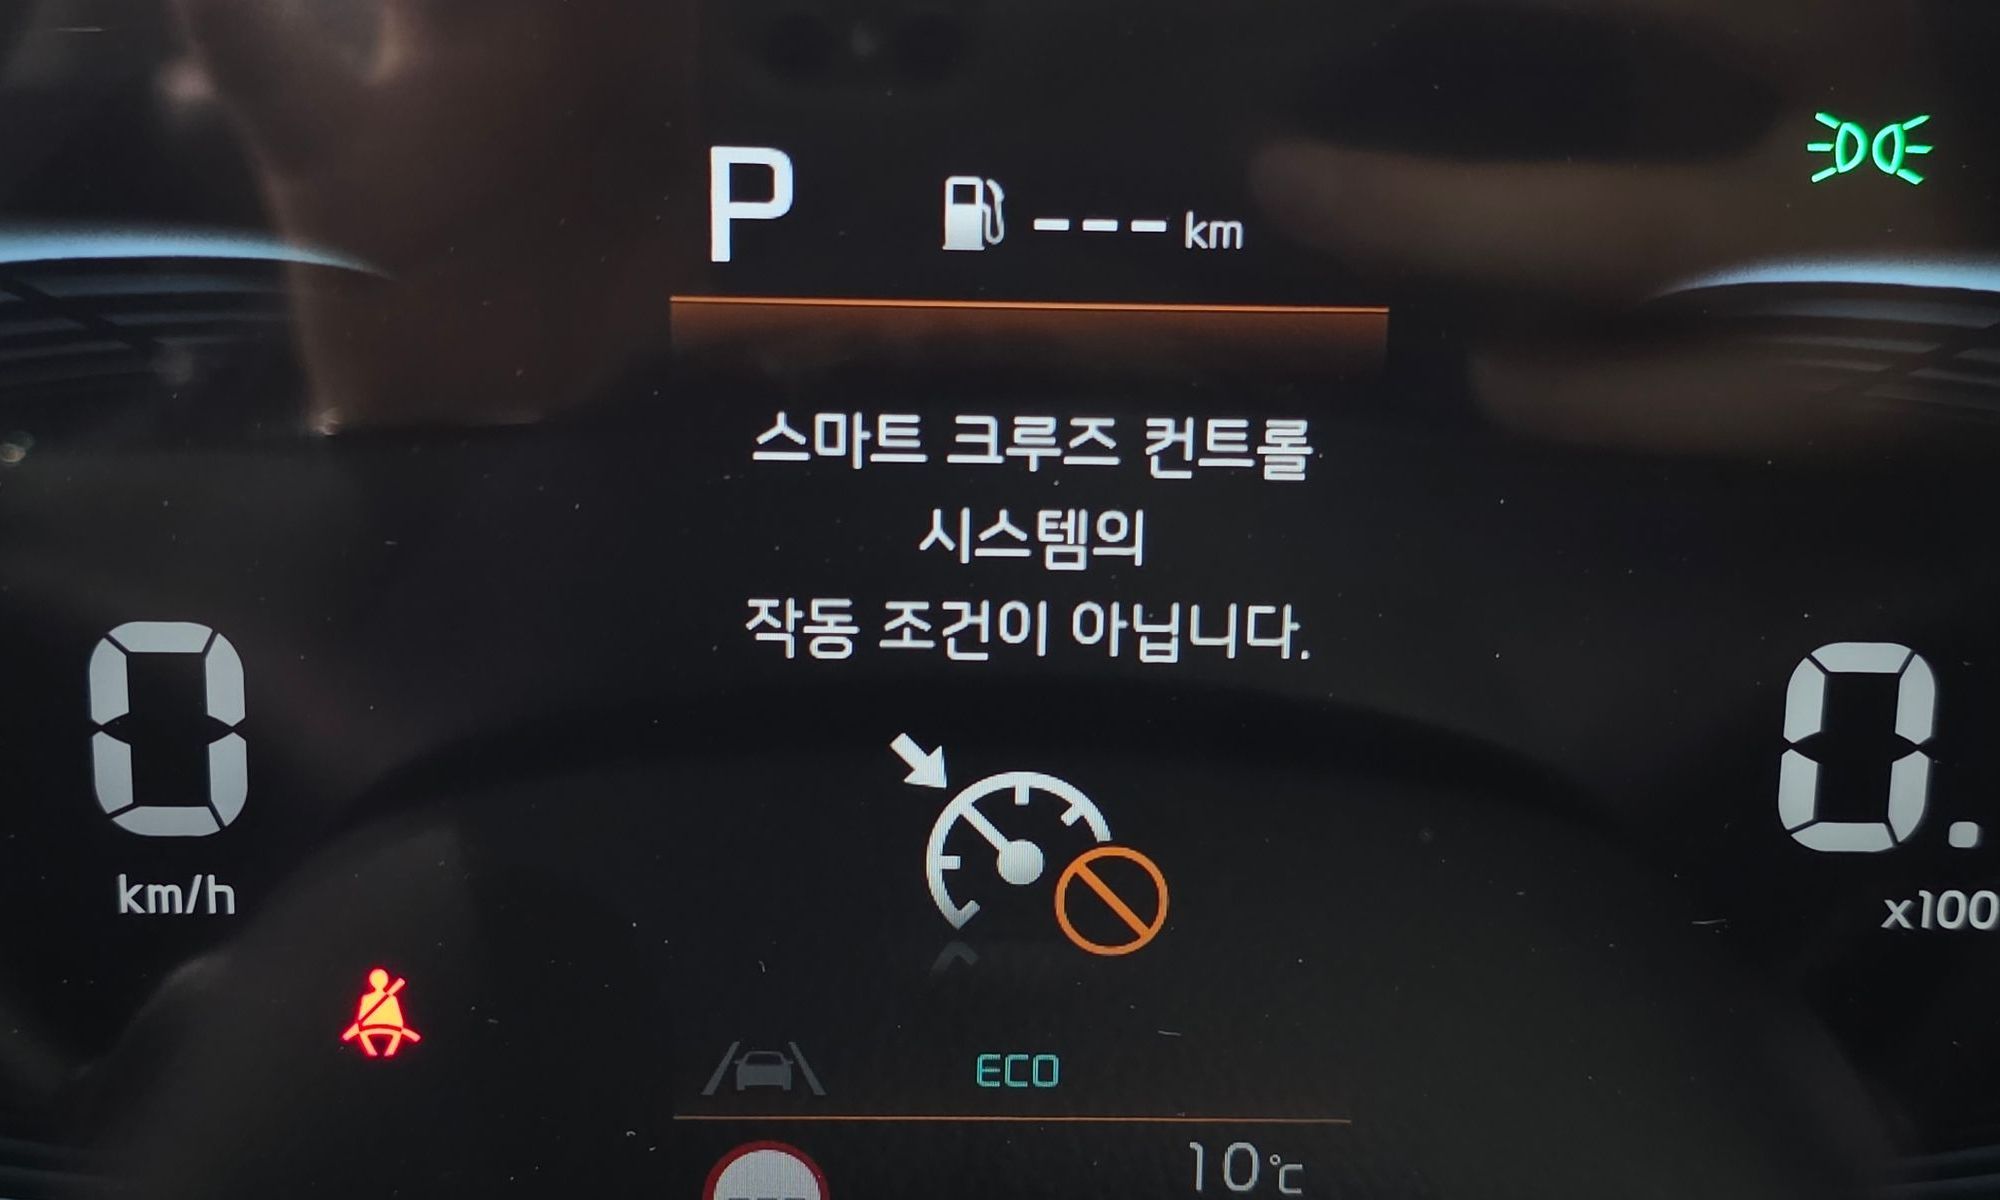 P --- km
스마트 크루즈 컨트롤
시스템의
작동 조건이 아닙니다.
0 0.
km/h x100
ECO
10℃